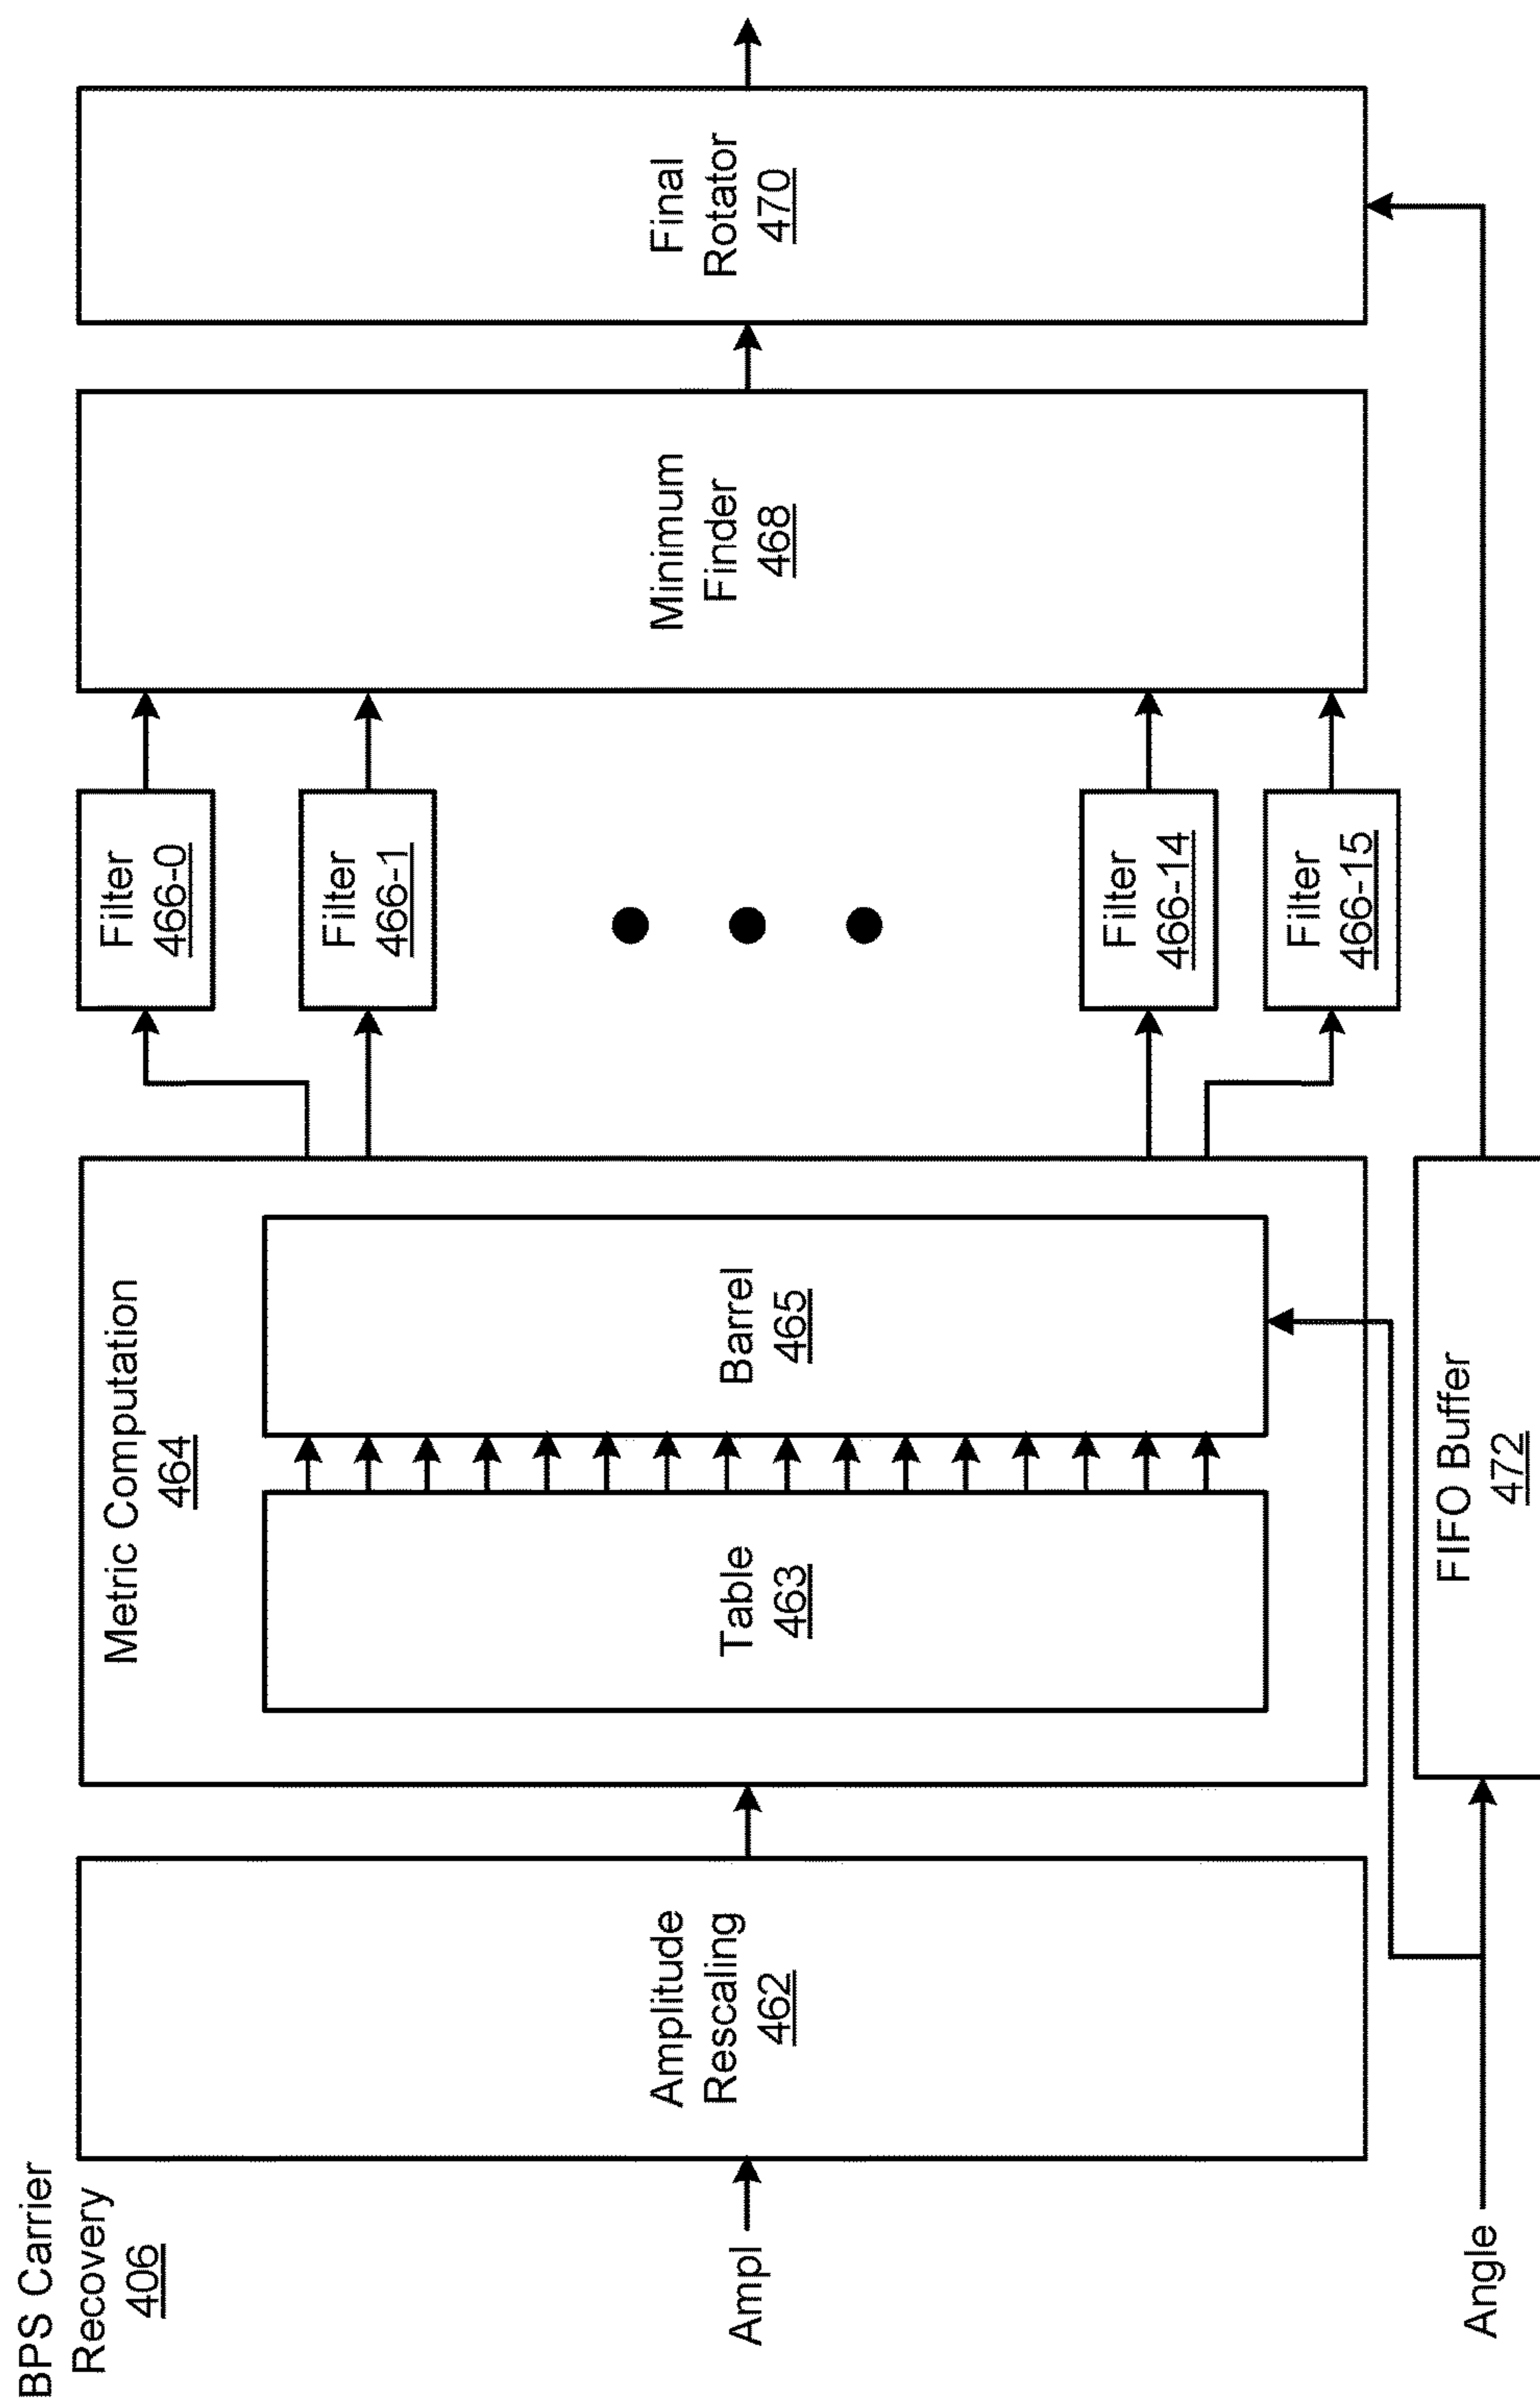 BPS Carrier
Recovery
406
Ampl
Angle
Amplitude
Rescaling
462
Metric Computation
464
Table
463
Barrel
465
FIFO Buffer
472
Filter
466-0
Filter
466-1
Filter
466-14
Filter
466-15
Minimum
Finder
468
Final
Rotator
470